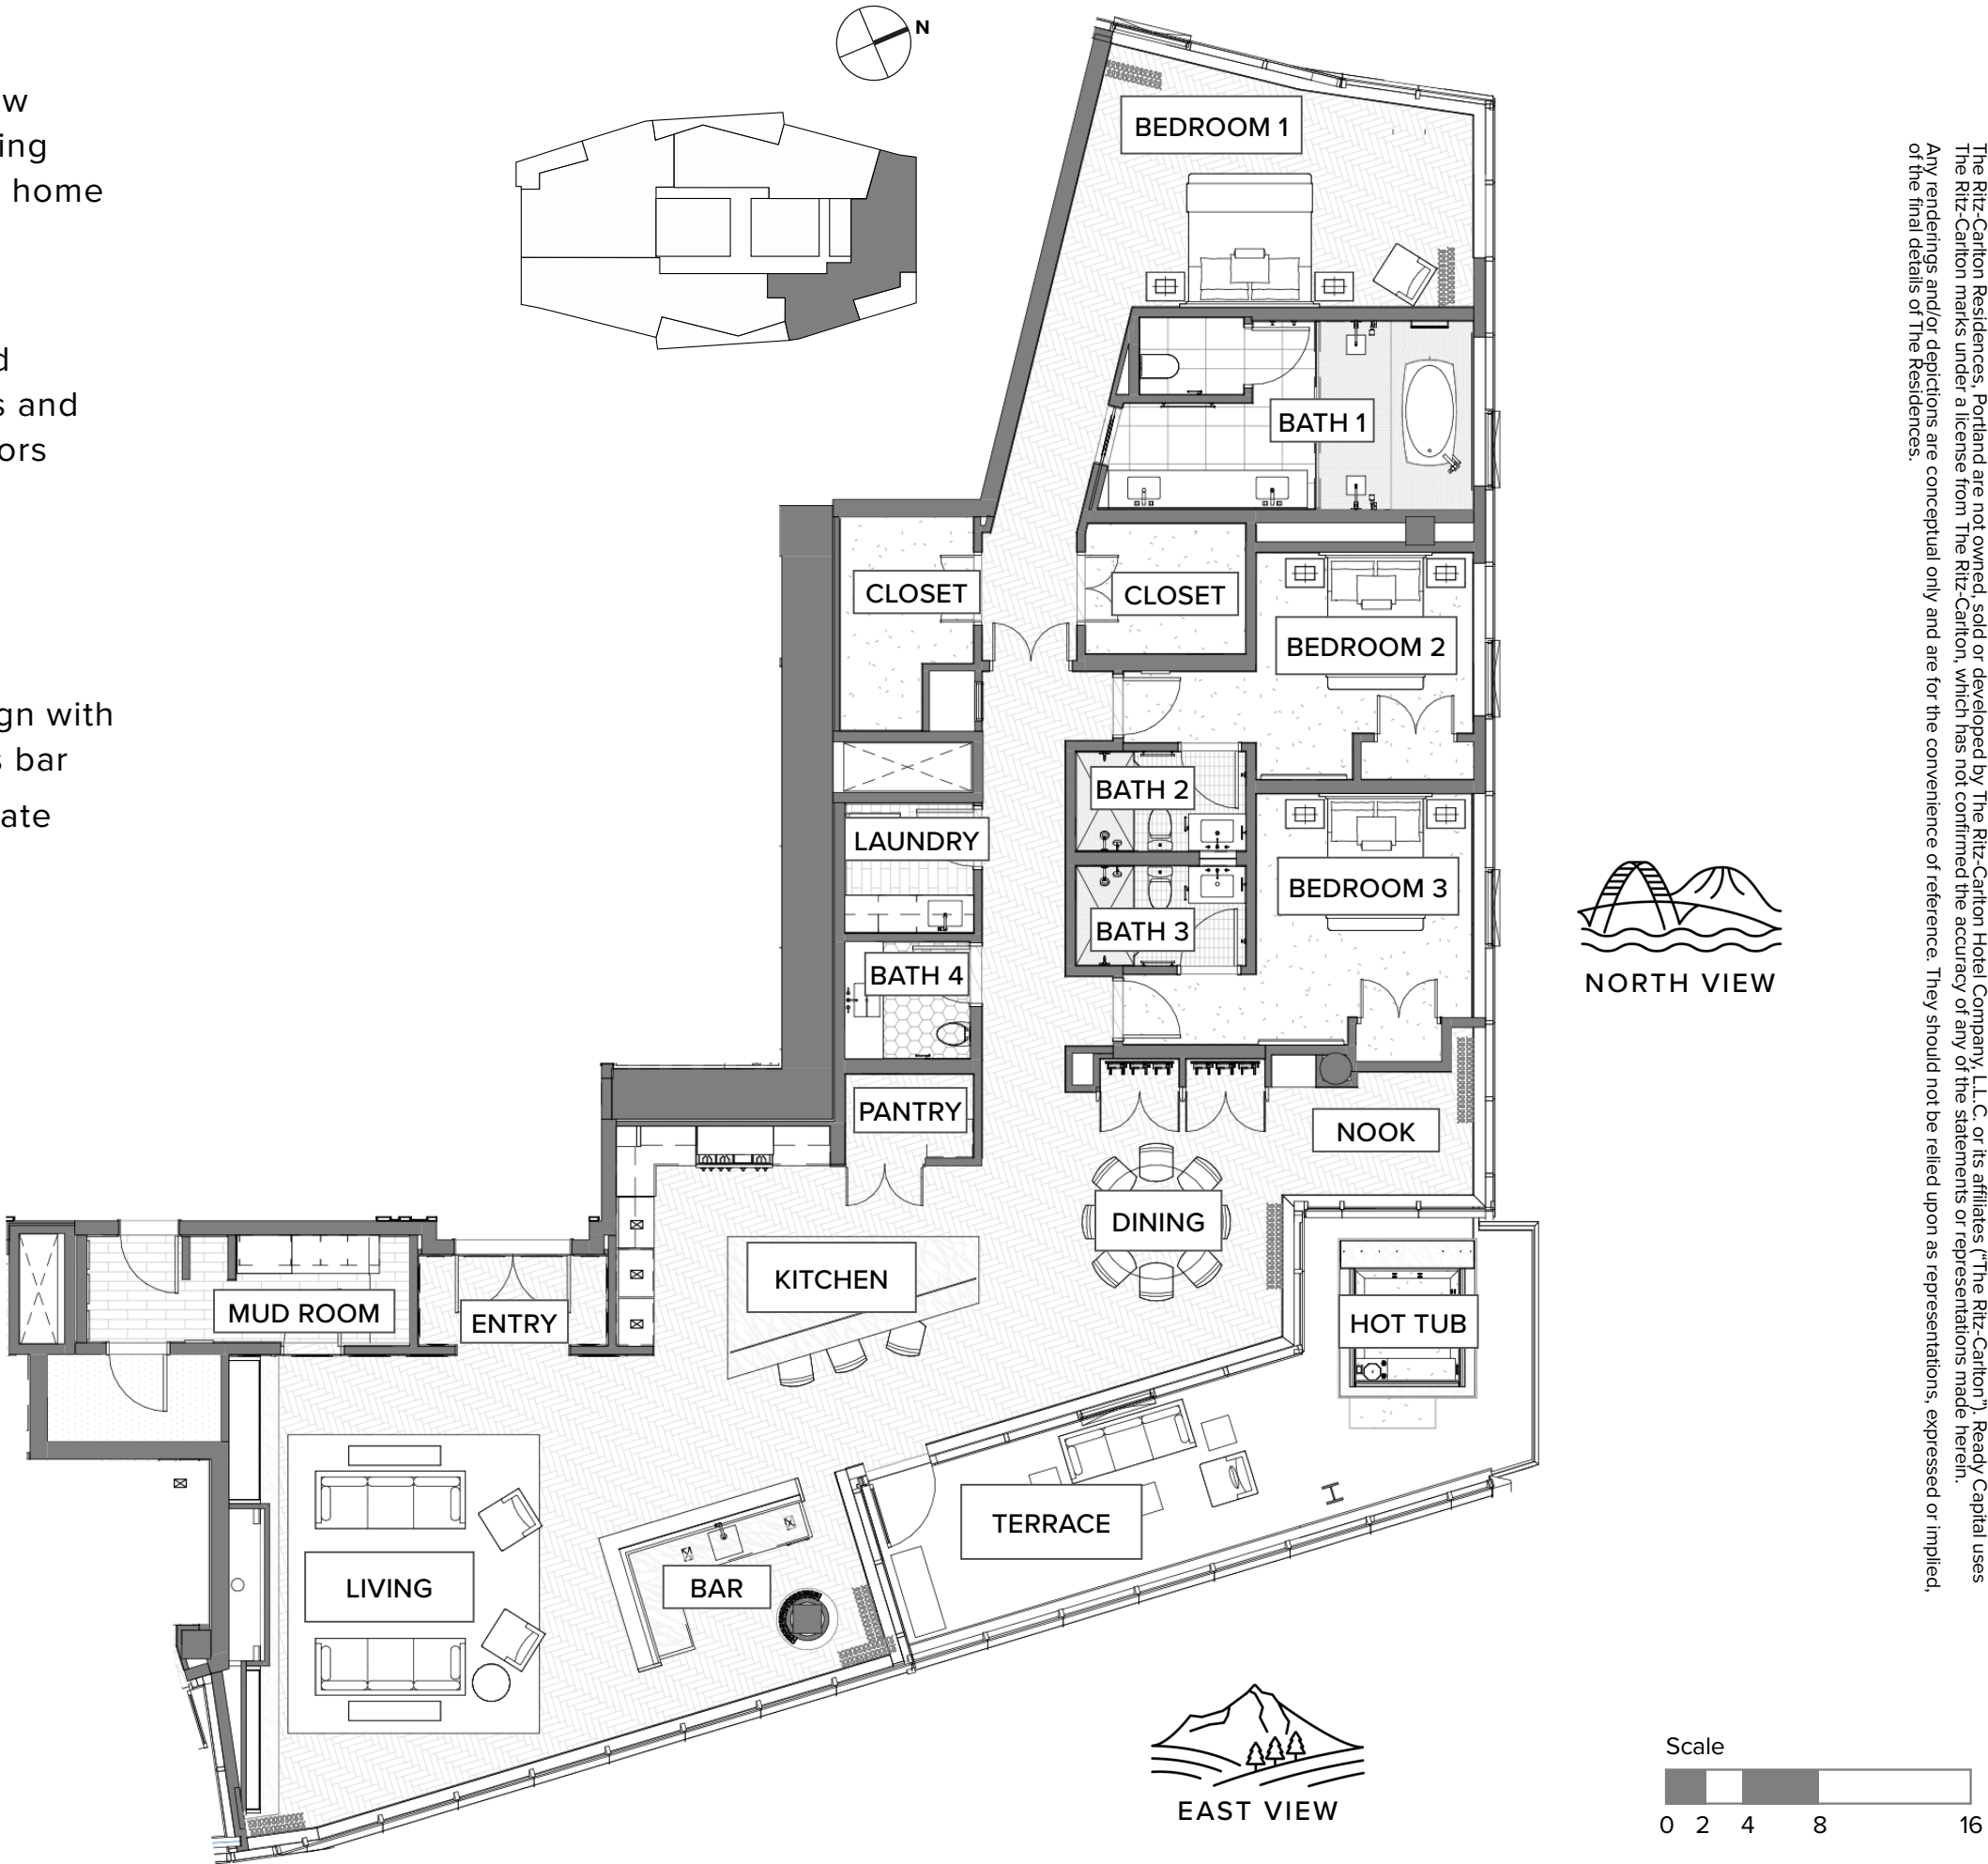 w
ing
home
d
s and
ors
gn with
s bar
ate
N
BEDROOM 1
BATH 1
CLOSET
CLOSET
BEDROOM 2
BATH 2
LAUNDRY
BEDROOM 3
BATH 3
BATH 4
PANTRY
NOOK
DINING
KITCHEN
MUD ROOM
ENTRY
HOT TUB
TERRACE
LIVING
BAR
NORTH VIEW
EAST VIEW
Scale
0 2 4 8 16
The Ritz-Carlton Residences, Portland are not owned, sold or developed by The Ritz-Carlton Hotel Company, L.L.C. or its affiliates (“The Ritz-Carlton”). Ready Capital uses
The Ritz-Carlton marks under a license from The Ritz-Carlton, which has not confirmed the accuracy of any of the statements or representations made herein.
Any renderings and/or depictions are conceptual only and are for the convenience of reference. They should not be relied upon as representations, expressed or implied,
of the final details of The Residences.